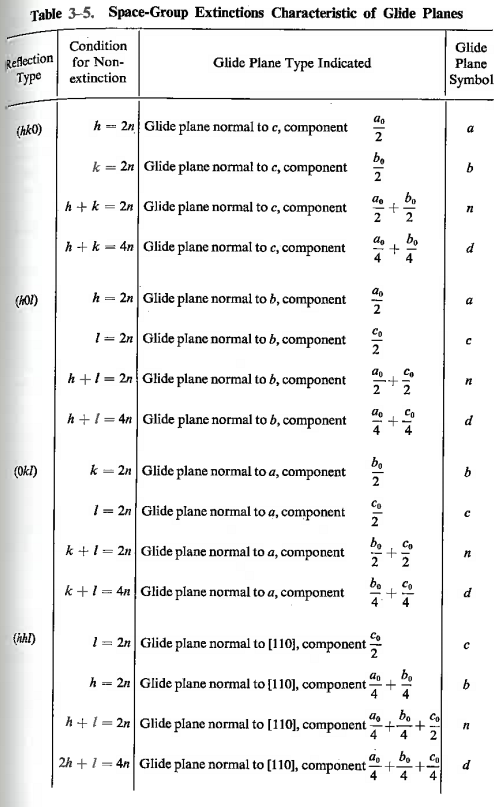 Table 3-5. Space-Group Extinctions Characteristic of Glide Planes
Reflection Type Condition for Non-extinction Glide Plane Type Indicated Glide Plane Symbol
(hk0) h = 2n Glide plane normal to c, component a₀/2 a
k = 2n Glide plane normal to c, component b₀/2 b
h + k = 2n Glide plane normal to c, component a₀/2 + b₀/2 n
h + k = 4n Glide plane normal to c, component a₀/4 + b₀/4 d
(h0l) h = 2n Glide plane normal to b, component a₀/2 a
l = 2n Glide plane normal to b, component c₀/2 c
h + l = 2n Glide plane normal to b, component a₀/2 + c₀/2 n
h + l = 4n Glide plane normal to b, component a₀/4 + c₀/4 d
(0kl) k = 2n Glide plane normal to a, component b₀/2 b
l = 2n Glide plane normal to a, component c₀/2 c
k + l = 2n Glide plane normal to a, component b₀/2 + c₀/2 n
k + l = 4n Glide plane normal to a, component b₀/4 + c₀/4 d
(hhl) l = 2n Glide plane normal to [110], component c₀/2 c
h = 2n Glide plane normal to [110], component a₀/4 + b₀/4 b
h + l = 2n Glide plane normal to [110], component a₀/4 + b₀/4 + c₀/2 n
2h + l = 4n Glide plane normal to [110], component a₀/4 + b₀/4 + c₀/4 d